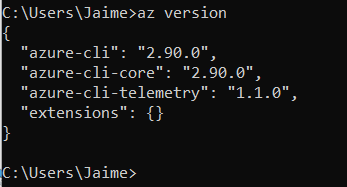 C:\Users\Jaime>az version
{
  "azure-cli": "2.90.0",
  "azure-cli-core": "2.90.0",
  "azure-cli-telemetry": "1.1.0",
  "extensions": {}
}
C:\Users\Jaime>